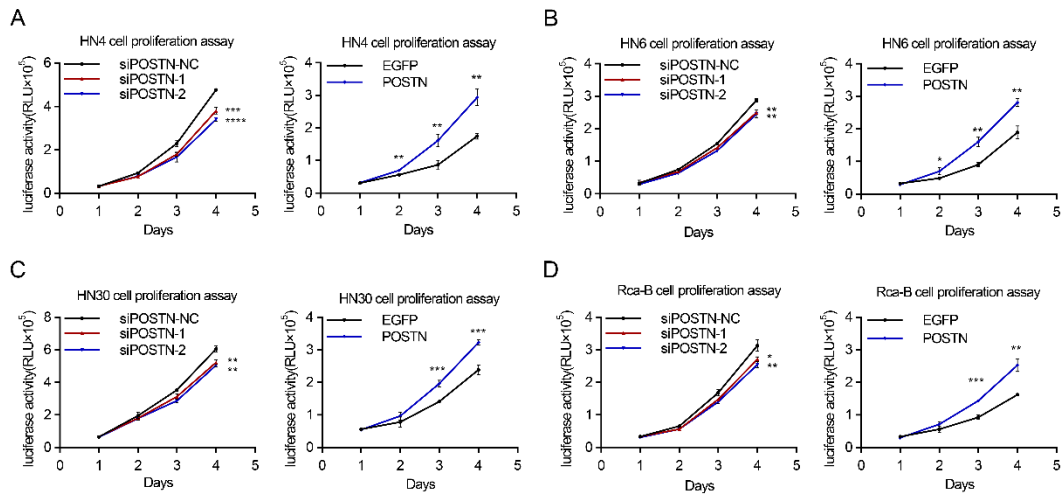 A
HN4 cell proliferation assay
luciferase activity(RLU×10⁵)
6
4
2
0
siPOSTN-NC
siPOSTN-1
siPOSTN-2
***
****
0 1 2 3 4 5
Days
HN4 cell proliferation assay
luciferase activity(RLU×10⁵)
4
3
2
1
0
EGFP
POSTN
**
**
**
0 1 2 3 4 5
Days
B
HN6 cell proliferation assay
luciferase activity(RLU×10⁵)
4
3
2
1
0
siPOSTN-NC
siPOSTN-1
siPOSTN-2
**
**
0 1 2 3 4 5
Days
HN6 cell proliferation assay
luciferase activity(RLU×10⁵)
4
3
2
1
0
EGFP
POSTN
*
**
**
0 1 2 3 4 5
Days
C
HN30 cell proliferation assay
luciferase activity(RLU×10⁵)
8
6
4
2
0
siPOSTN-NC
siPOSTN-1
siPOSTN-2
**
**
0 1 2 3 4 5
Days
HN30 cell proliferation assay
luciferase activity(RLU×10⁵)
4
3
2
1
0
EGFP
POSTN
***
***
0 1 2 3 4 5
Days
D
Rca-B cell proliferation assay
luciferase activity(RLU×10⁵)
4
3
2
1
0
siPOSTN-NC
siPOSTN-1
siPOSTN-2
*
**
0 1 2 3 4 5
Days
Rca-B cell proliferation assay
luciferase activity(RLU×10⁵)
4
3
2
1
0
EGFP
POSTN
***
**
0 1 2 3 4 5
Days